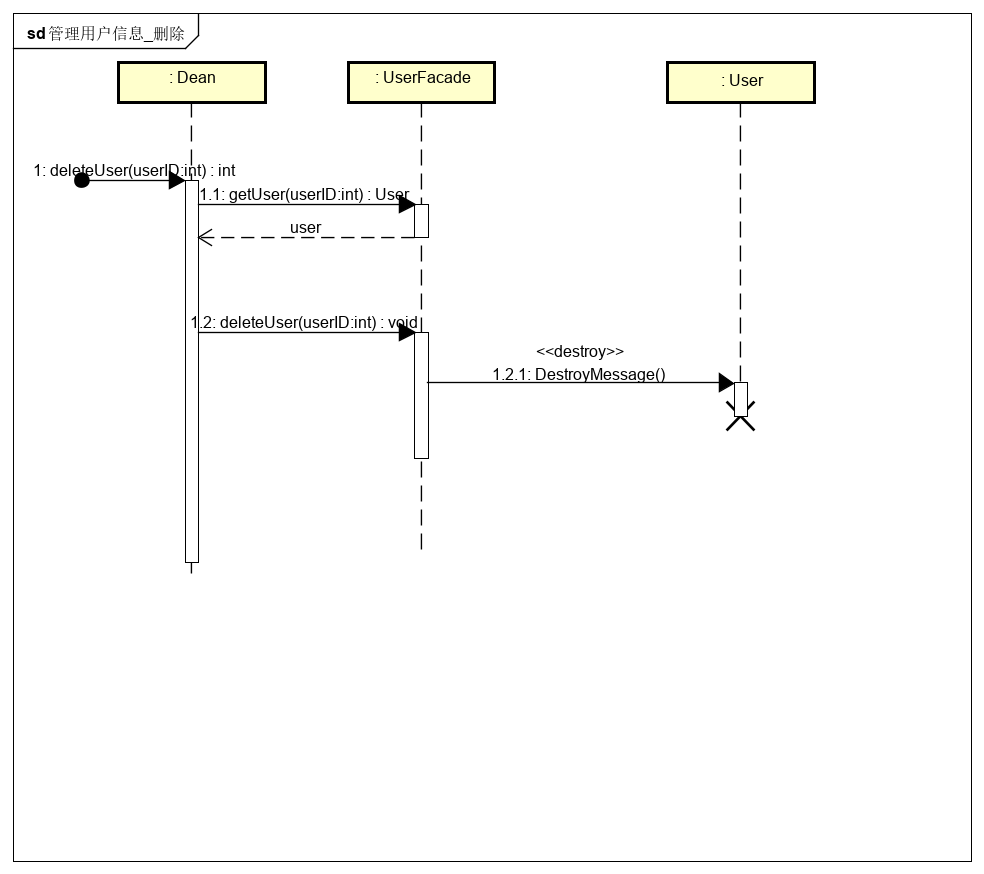 sd 管理用户信息_删除
: Dean
: UserFacade
: User
1: deleteUser(userID:int) : int
1.1: getUser(userID:int) : User
user
1.2: deleteUser(userID:int) : void
<<destroy>>
1.2.1: DestroyMessage()